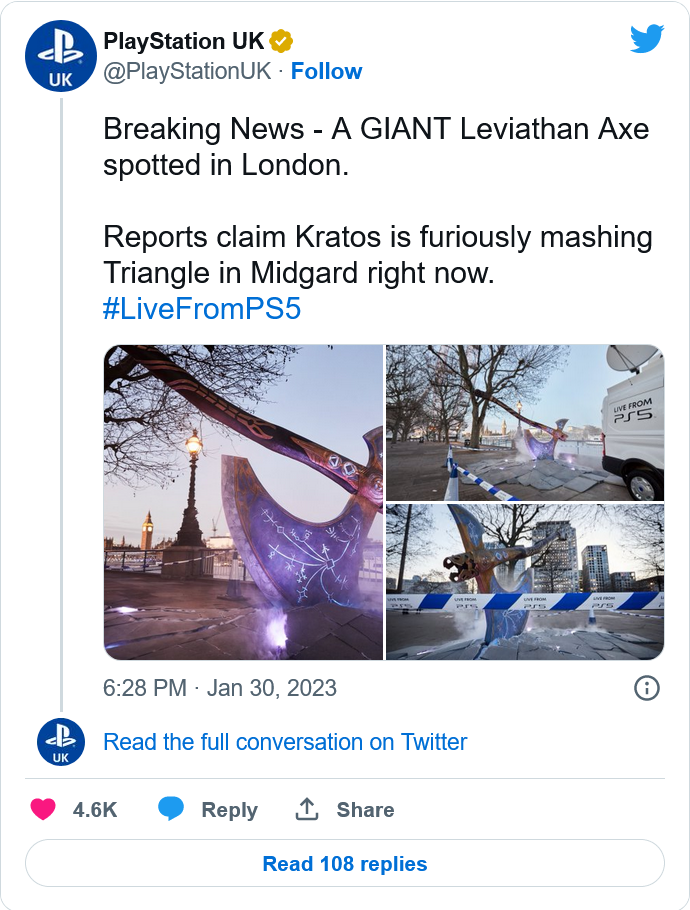 PlayStation UK
@PlayStationUK · Follow
Breaking News - A GIANT Leviathan Axe
spotted in London.
Reports claim Kratos is furiously mashing
Triangle in Midgard right now.
#LiveFromPS5
LIVE FROM
PS5
LIVE FROM LIVE FROM LIVE FROM LIVE FROM
PS5 PS5 PS5 PS5
6:28 PM · Jan 30, 2023
UK
Read the full conversation on Twitter
4.6K Reply Share
Read 108 replies